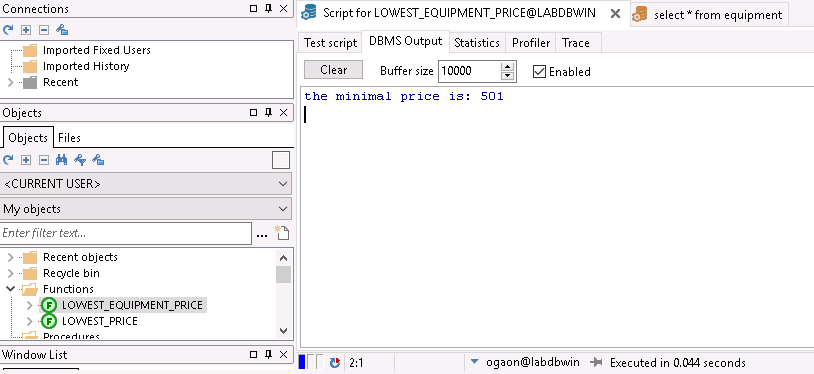 Connections
Imported Fixed Users
Imported History
Recent
Objects
Objects Files
<CURRENT USER>
My objects
Enter filter text...
Recent objects
Recycle bin
Functions
F LOWEST_EQUIPMENT_PRICE
F LOWEST_PRICE
Procedures
Window List
Script for LOWEST_EQUIPMENT_PRICE@LABDBWIN select * from equipment
Test script DBMS Output Statistics Profiler Trace
Clear Buffer size 10000 Enabled
the minimal price is: 501
2:1 ogaon@labdbwin Executed in 0.044 seconds